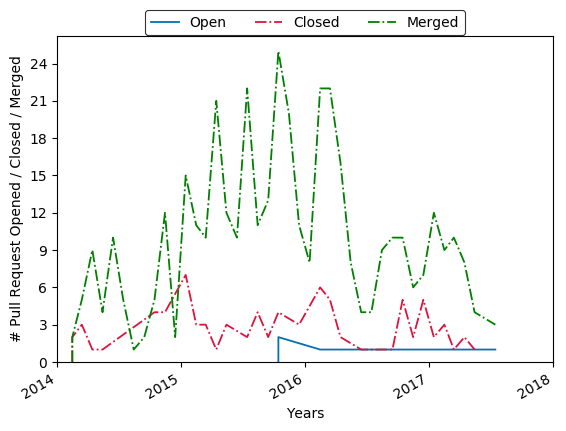 Open Closed Merged
# Pull Request Opened / Closed / Merged
24
21
18
15
12
9
6
3
0
2014 2015 2016 2017 2018
Years